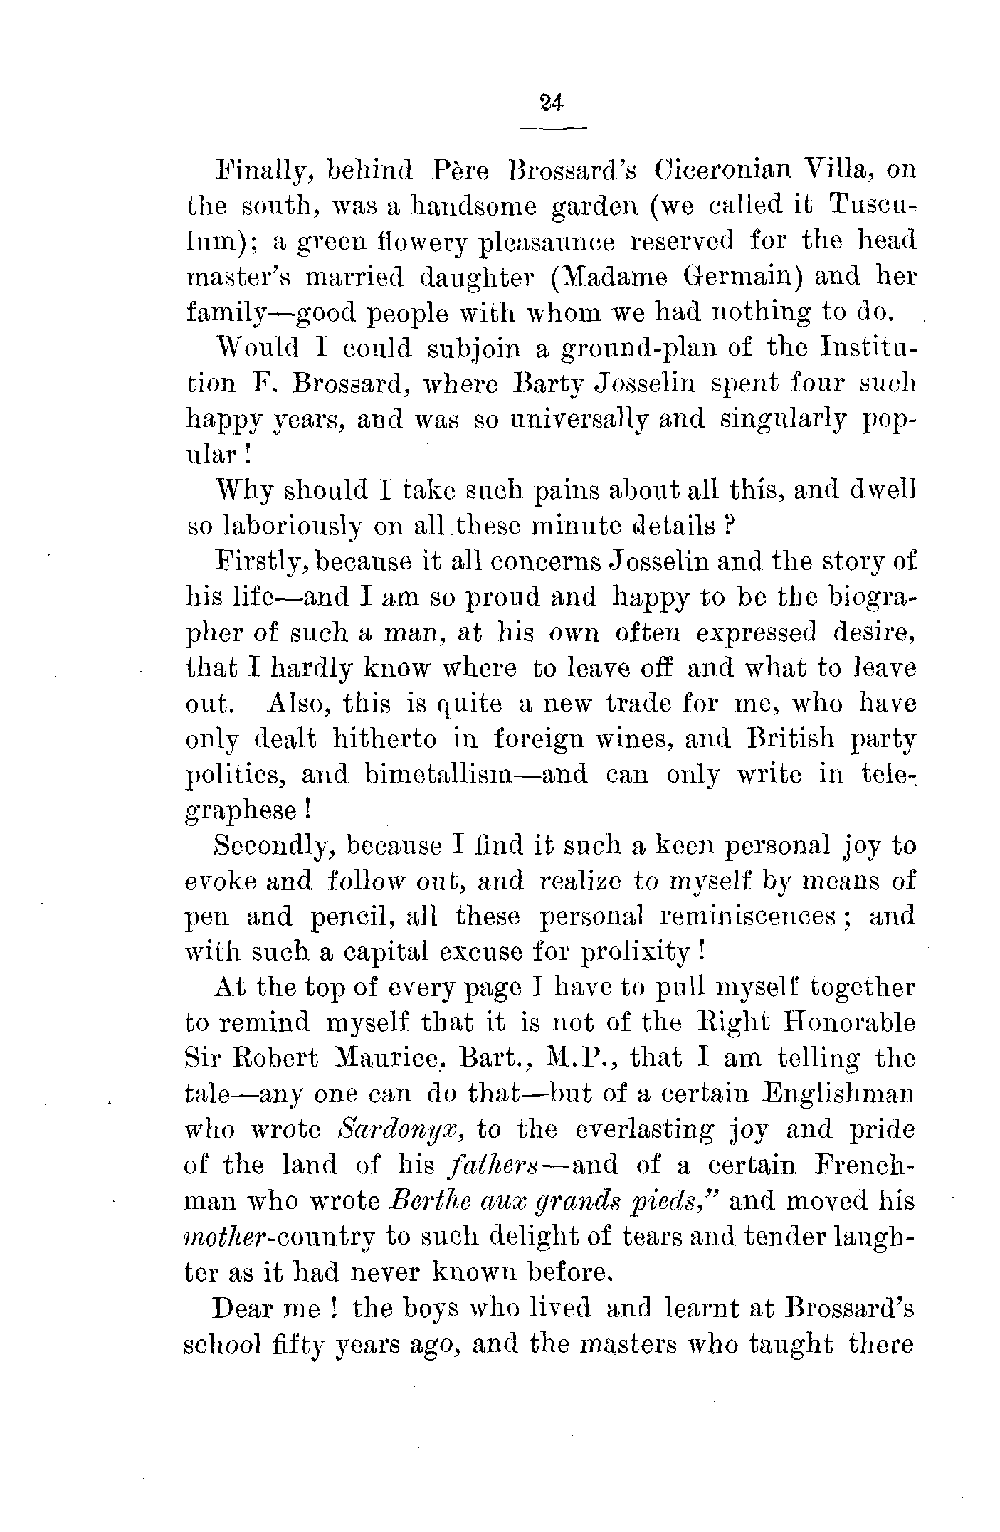 24
Finally, behind Père Brossard's Ciceronian Villa, on
the south, was a handsome garden (we called it Tuscu-
lum); a green flowery pleasaunce reserved for the head
master's married daughter (Madame Germain) and her
family—good people with whom we had nothing to do.
Would I could subjoin a ground-plan of the Institu-
tion F. Brossard, where Barty Josselin spent four such
happy years, and was so universally and singularly pop-
ular!
Why should I take such pains about all this, and dwell
so laboriously on all these minute details?
Firstly, because it all concerns Josselin and the story of
his life—and I am so proud and happy to be the biogra-
pher of such a man, at his own often expressed desire,
that I hardly know where to leave off and what to leave
out. Also, this is quite a new trade for me, who have
only dealt hitherto in foreign wines, and British party
politics, and bimetallism—and can only write in tele-
graphese!
Secondly, because I find it such a keen personal joy to
evoke and follow out, and realize to myself by means of
pen and pencil, all these personal reminiscences; and
with such a capital excuse for prolixity!
At the top of every page I have to pull myself together
to remind myself that it is not of the Right Honorable
Sir Robert Maurice, Bart., M.P., that I am telling the
tale—any one can do that—but of a certain Englishman
who wrote Sardonyx, to the everlasting joy and pride
of the land of his fathers—and of a certain French-
man who wrote Berthe aux grands pieds," and moved his
mother-country to such delight of tears and tender laugh-
ter as it had never known before.
Dear me! the boys who lived and learnt at Brossard's
school fifty years ago, and the masters who taught there